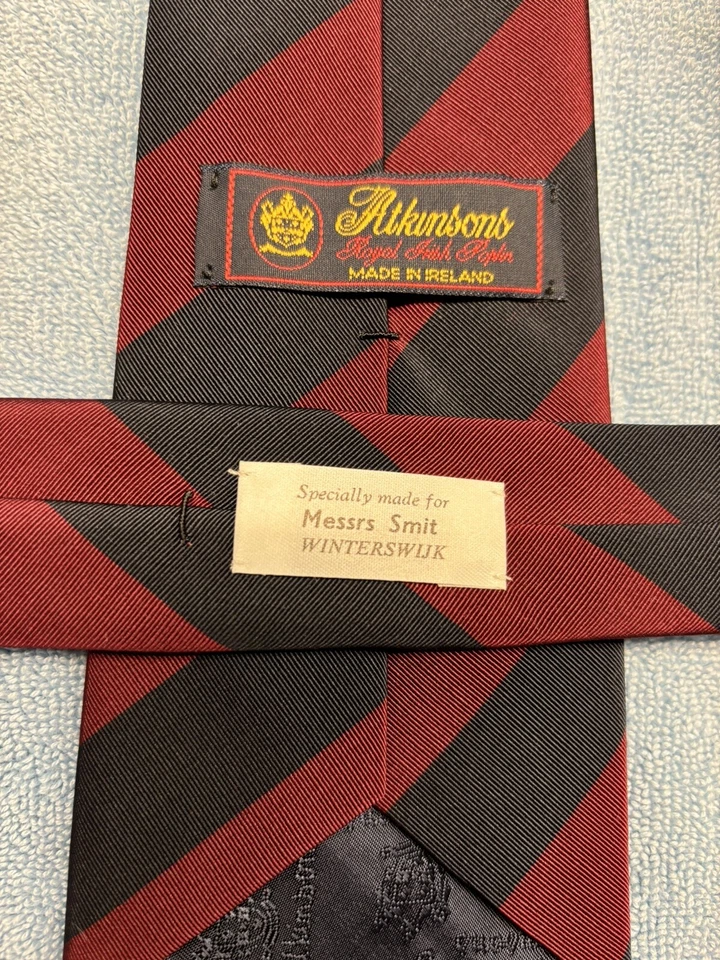 Atkinsons
Royal Irish Poplin
MADE IN IRELAND
Specially made for
Messrs Smit
WINTERSWIJK